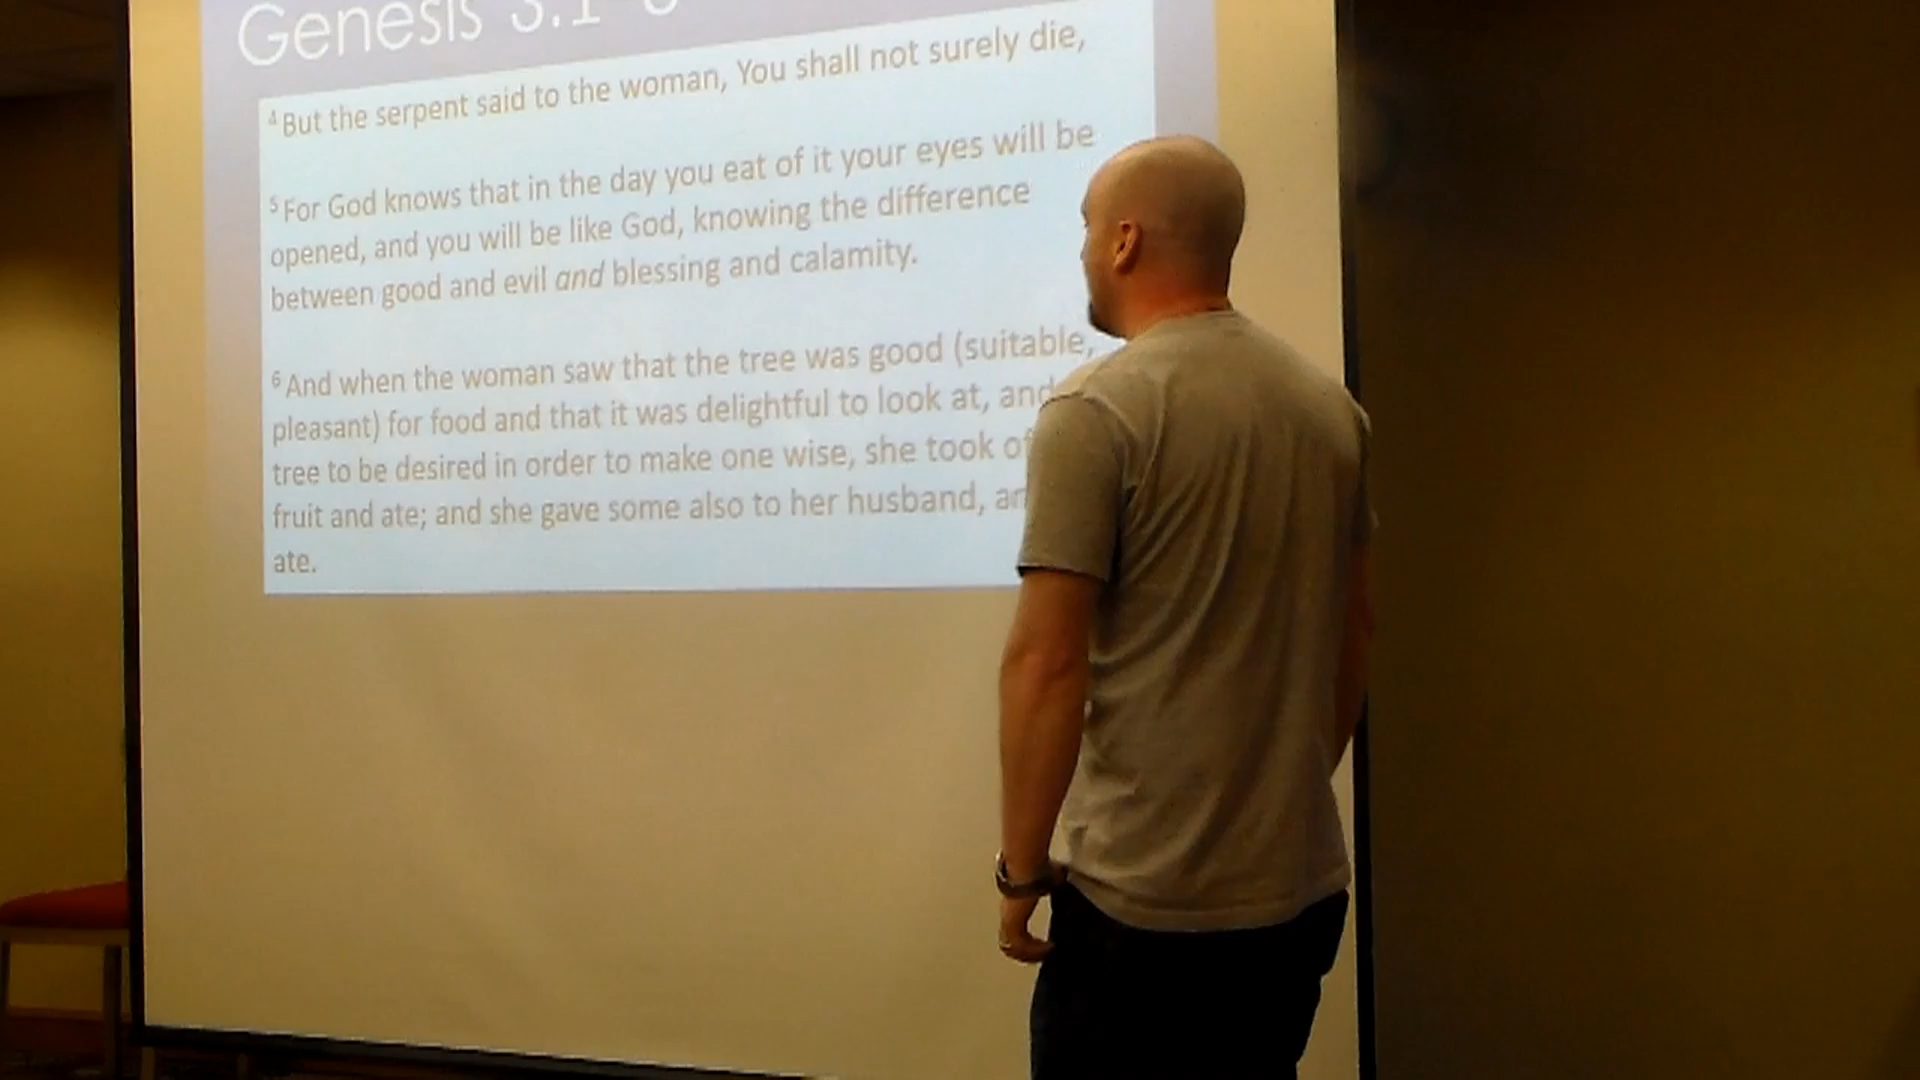 Genesis 3.1
4 But the serpent said to the woman, You shall not surely die,
5 For God knows that in the day you eat of it your eyes will be
opened, and you will be like God, knowing the difference
between good and evil and blessing and calamity.
6 And when the woman saw that the tree was good (suitable,
pleasant) for food and that it was delightful to look at, and
tree to be desired in order to make one wise, she took of
fruit and ate; and she gave some also to her husband,
ate.